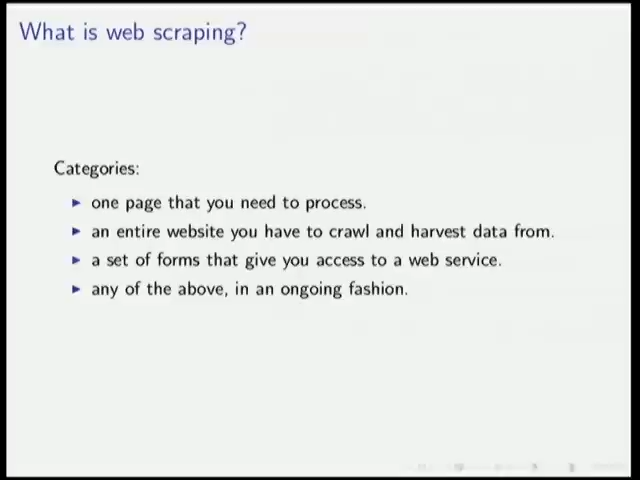 What is web scraping?
Categories:
one page that you need to process.
an entire website you have to crawl and harvest data from.
a set of forms that give you access to a web service.
any of the above, in an ongoing fashion.